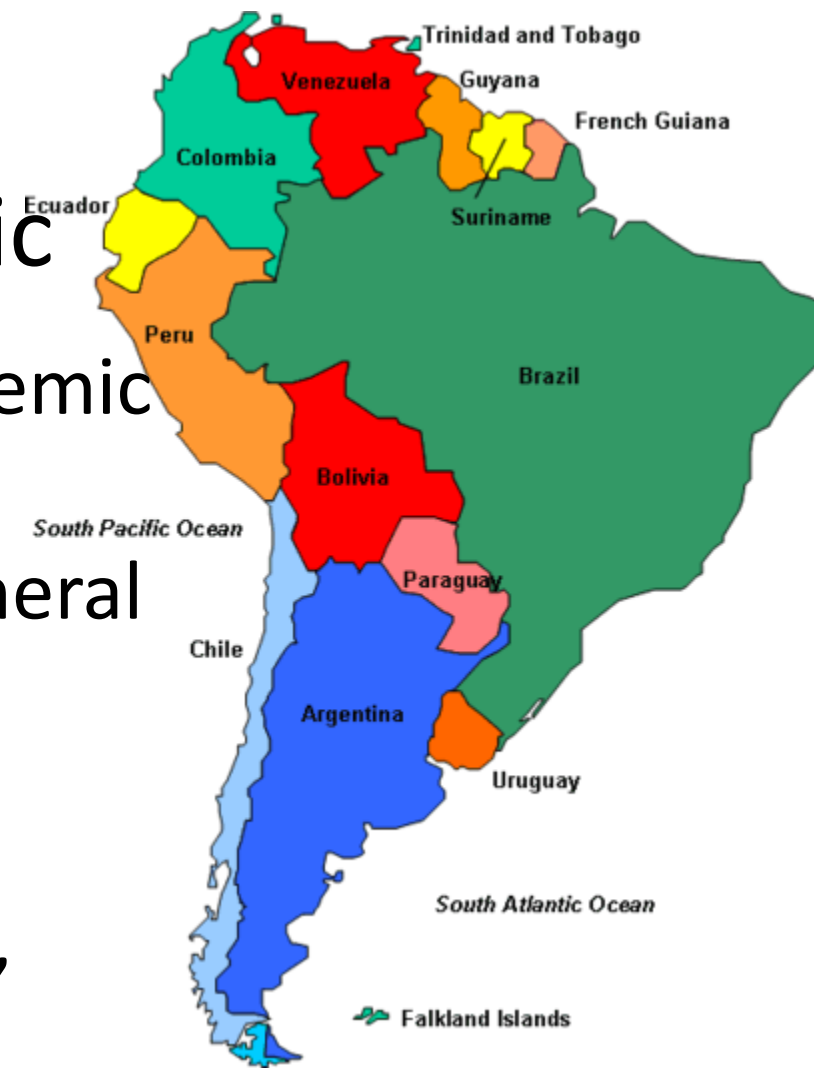 Trinidad and Tobago
Venezuela
Guyana
French Guiana
Colombia
Ecuador
ic
Suriname
Peru
emic
Brazil
Bolivia
South Pacific Ocean
Paraguay
neral
Chile
Argentina
Uruguay
South Atlantic Ocean
,
Falkland Islands